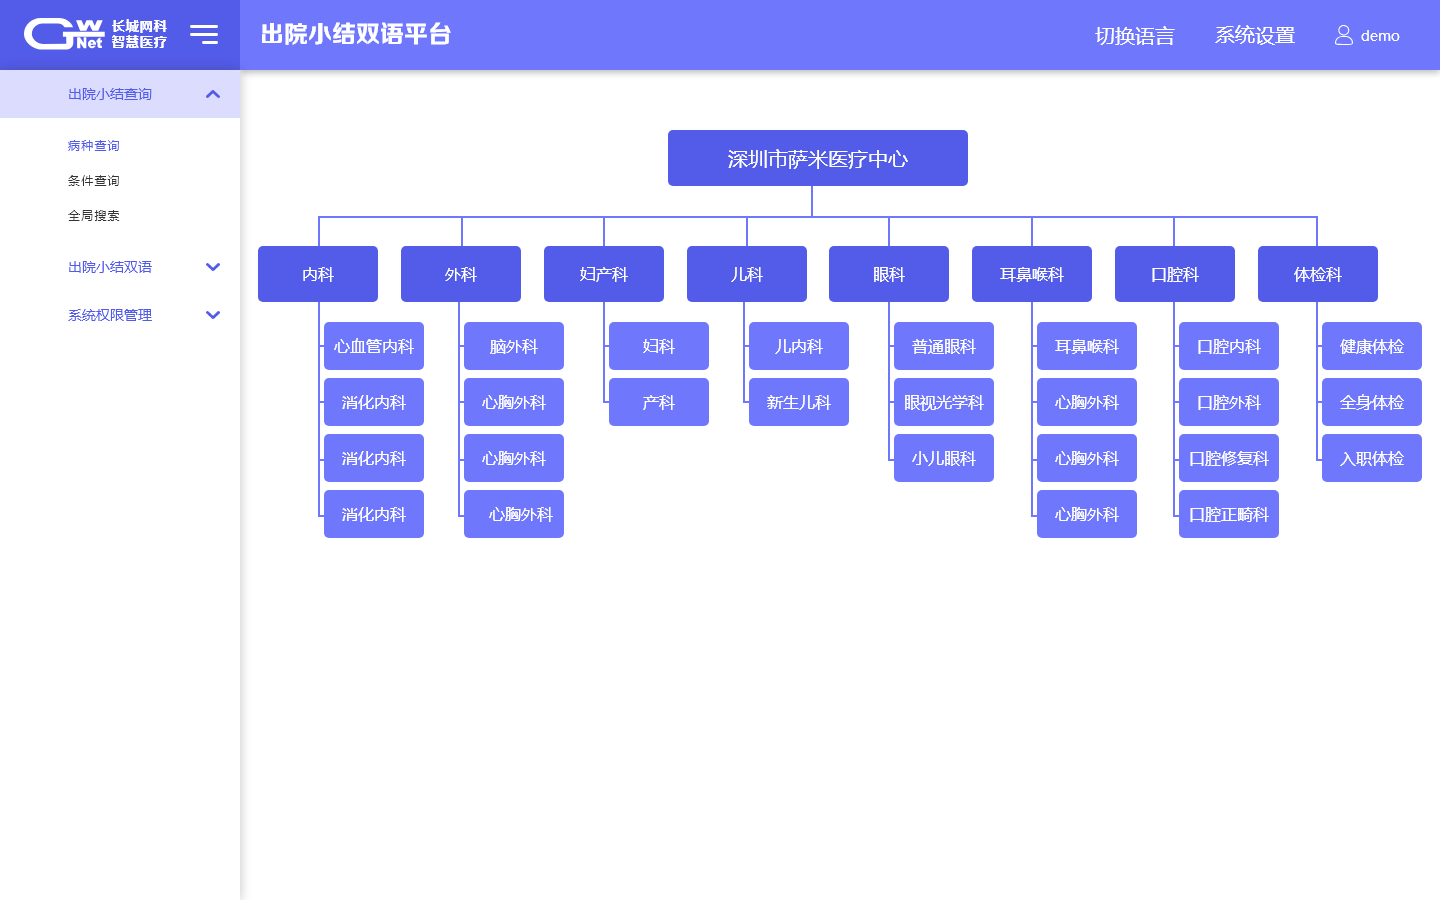 GW Net
长城网科
智慧医疗
出院小结双语平台
切换语言
系统设置
demo
出院小结查询
病种查询
条件查询
全局搜索
出院小结双语
系统权限管理
深圳市萨米医疗中心
内科
外科
妇产科
儿科
眼科
耳鼻喉科
口腔科
体检科
心血管内科
脑外科
妇科
儿内科
普通眼科
耳鼻喉科
口腔内科
健康体检
消化内科
心胸外科
产科
新生儿科
眼视光学科
心胸外科
口腔外科
全身体检
消化内科
心胸外科
小儿眼科
心胸外科
口腔修复科
入职体检
消化内科
心胸外科
心胸外科
口腔正畸科